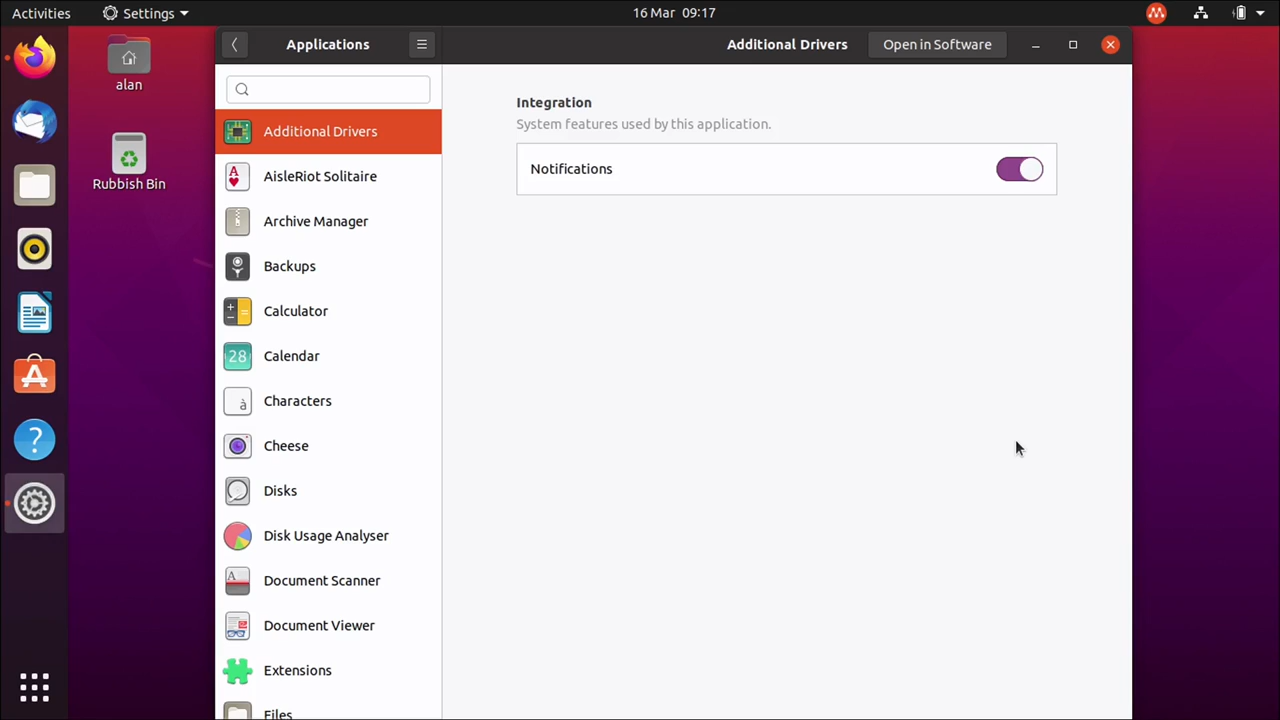 Activities
Settings
16 Mar 09:17
Applications
Additional Drivers
Open in Software
alan
Rubbish Bin
Additional Drivers
AisleRiot Solitaire
Archive Manager
Backups
Calculator
28
Calendar
Characters
Cheese
Disks
Disk Usage Analyser
Document Scanner
Document Viewer
Extensions
Files
Integration
System features used by this application.
Notifications